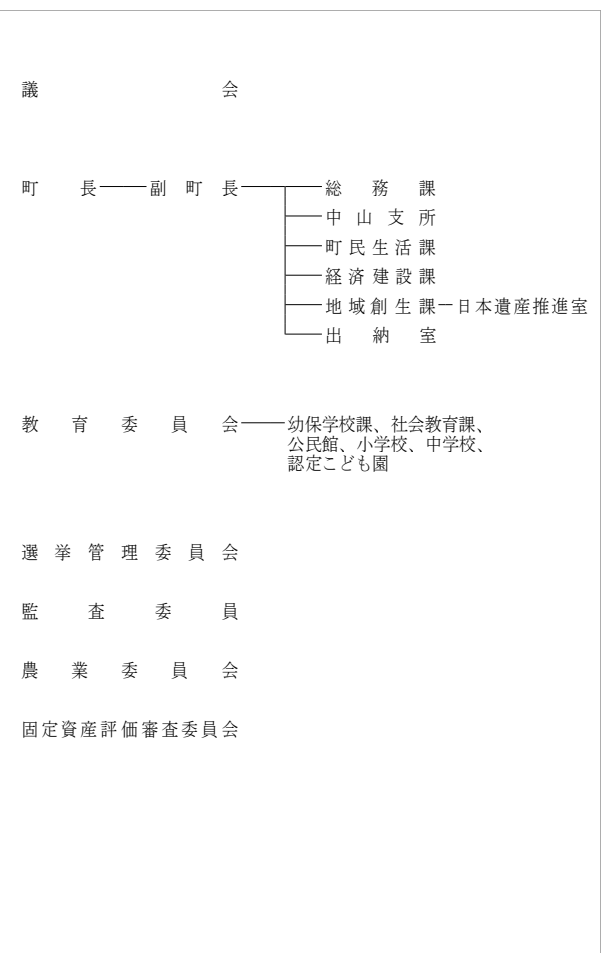 議会
町長 副町長 総務課
中山支所
町民生活課
経済建設課
地域創生課 日本遺産推進室
出納室
教育委員会 幼保学校課、社会教育課、
公民館、小学校、中学校、
認定こども園
選挙管理委員会
監査委員
農業委員会
固定資産評価審査委員会